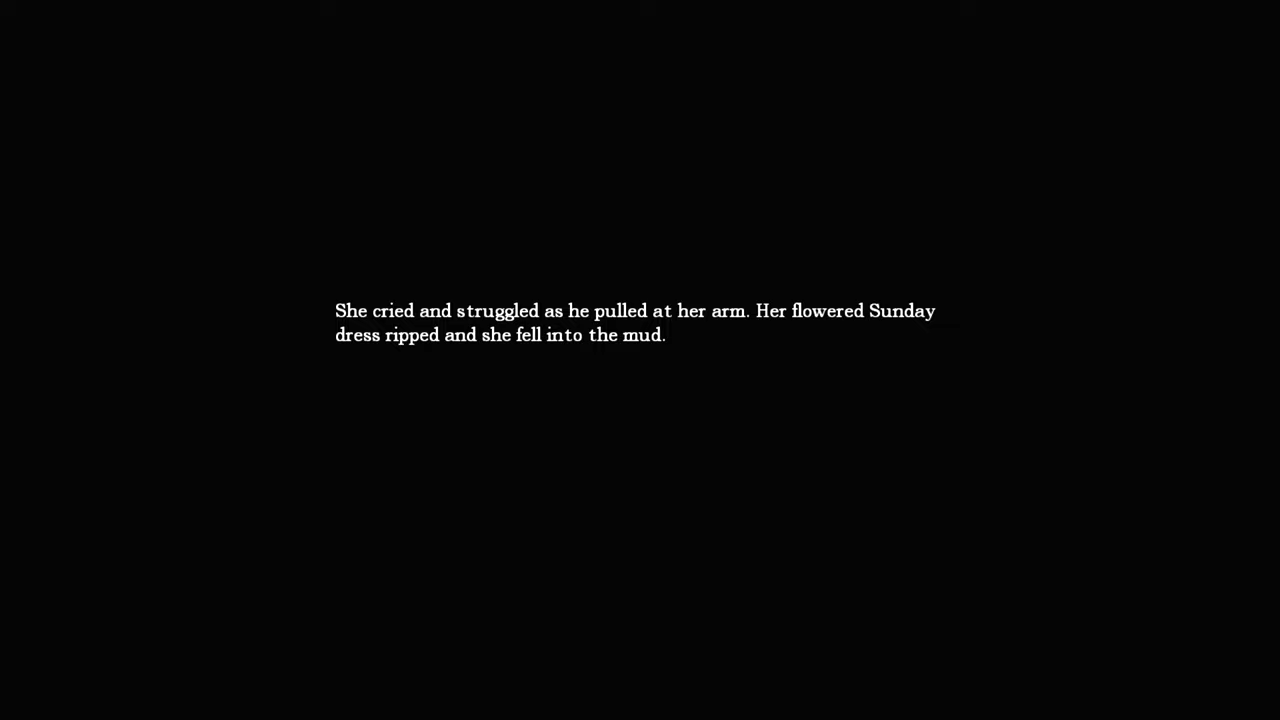 She cried and struggled as he pulled at her arm. Her flowered Sunday
dress ripped and she fell into the mud.